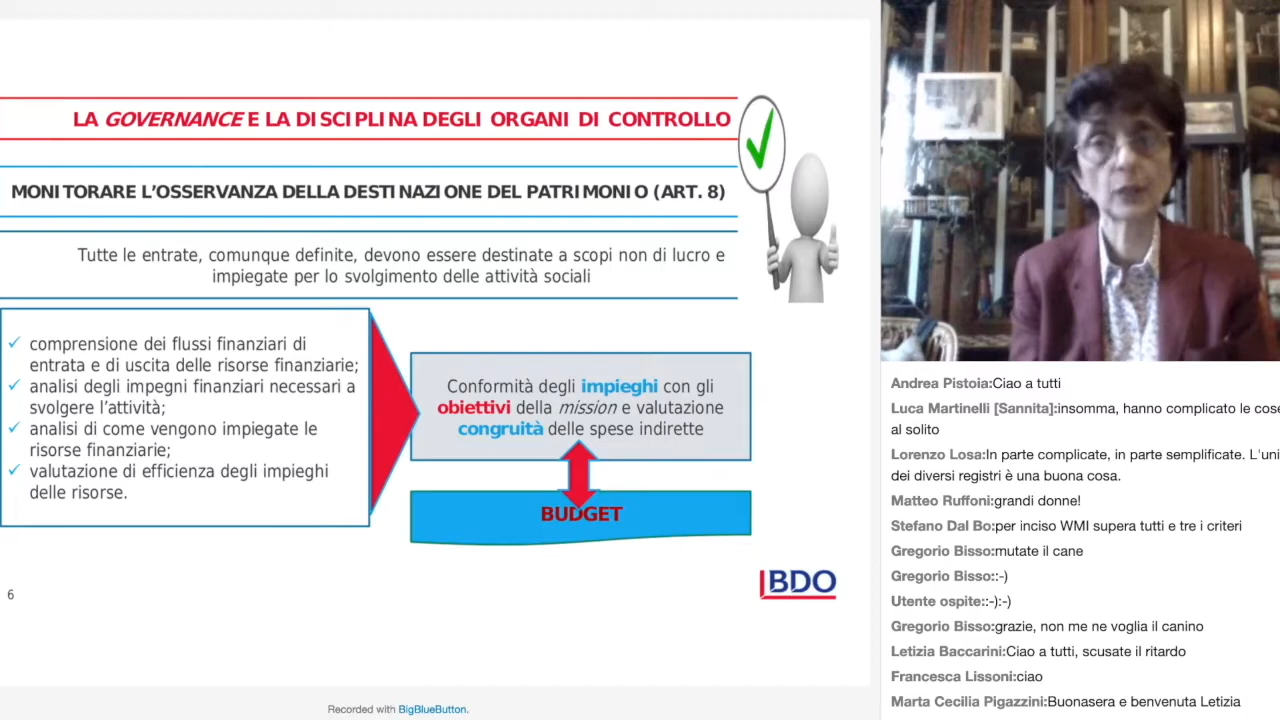 LA GOVERNANCE E LA DISCIPLINA DEGLI ORGANI DI CONTROLLO
MONITORARE L'OSSERVANZA DELLA DESTINAZIONE DEL PATRIMONIO (ART. 8)
Tutte le entrate, comunque definite, devono essere destinate a scopi non di lucro e
impiegate per lo svolgimento delle attività sociali
✓ comprensione dei flussi finanziari di
entrata e di uscita delle risorse finanziarie;
✓ analisi degli impegni finanziari necessari a
svolgere l'attività;
✓ analisi di come vengono impiegate le
risorse finanziarie;
✓ valutazione di efficienza degli impieghi
delle risorse.
Conformità degli impieghi con gli
obiettivi della mission e valutazione
congruità delle spese indirette
BUDGET
6
BDO
Recorded with BigBlueButton.
Andrea Pistoia:Ciao a tutti
Luca Martinelli [Sannita]:insomma, hanno complicato le cose
al solito
Lorenzo Losa:In parte complicate, in parte semplificate. L'uni
dei diversi registri è una buona cosa.
Matteo Ruffoni:grandi donne!
Stefano Dal Bo:per inciso WMI supera tutti e tre i criteri
Gregorio Bisso:mutate il cane
Gregorio Bisso::-)
Utente ospite::-):-)
Gregorio Bisso:grazie, non me ne voglia il canino
Letizia Baccarini:Ciao a tutti, scusate il ritardo
Francesca Lissoni:ciao
Marta Cecilia Pigazzini:Buonasera e benvenuta Letizia